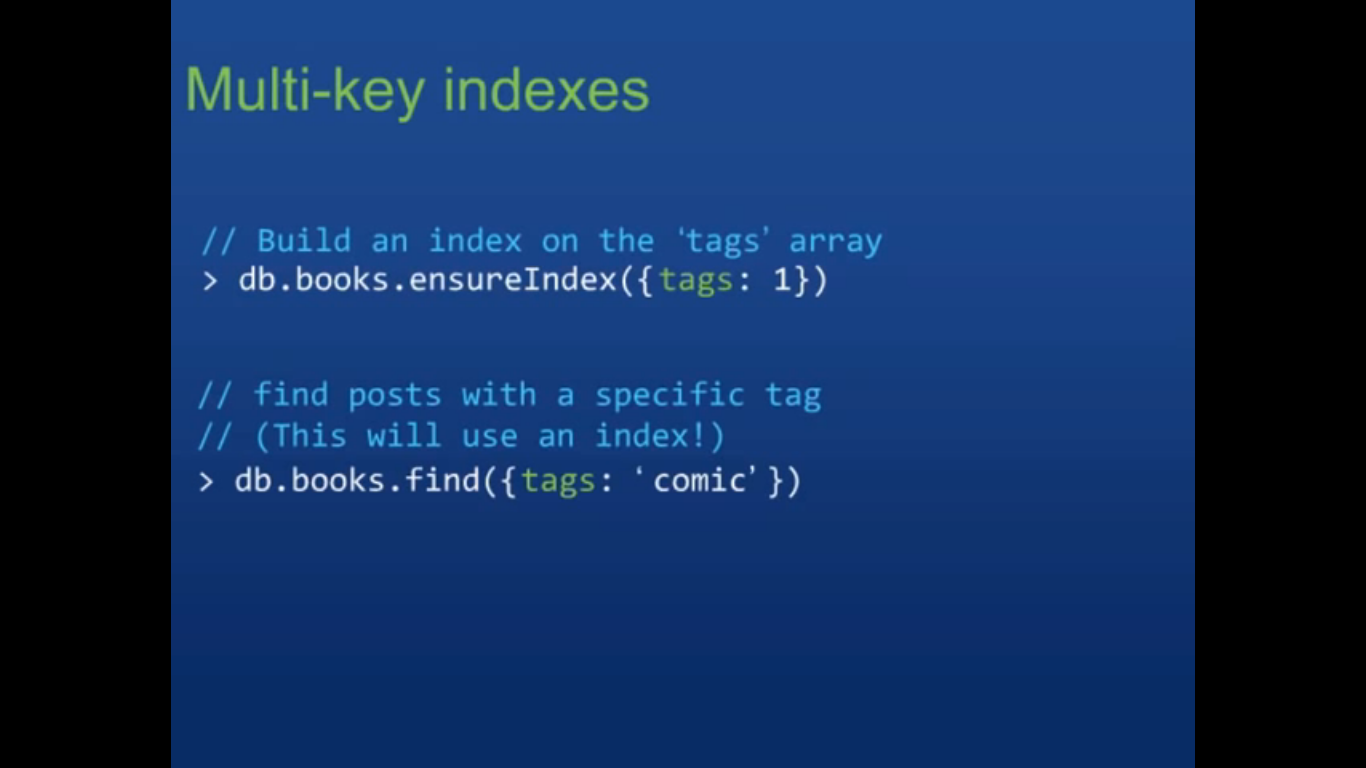 Multi-key indexes
// Build an index on the ‘tags’ array
> db.books.ensureIndex({tags: 1})
// find posts with a specific tag
// (This will use an index!)
> db.books.find({tags: ‘comic’})